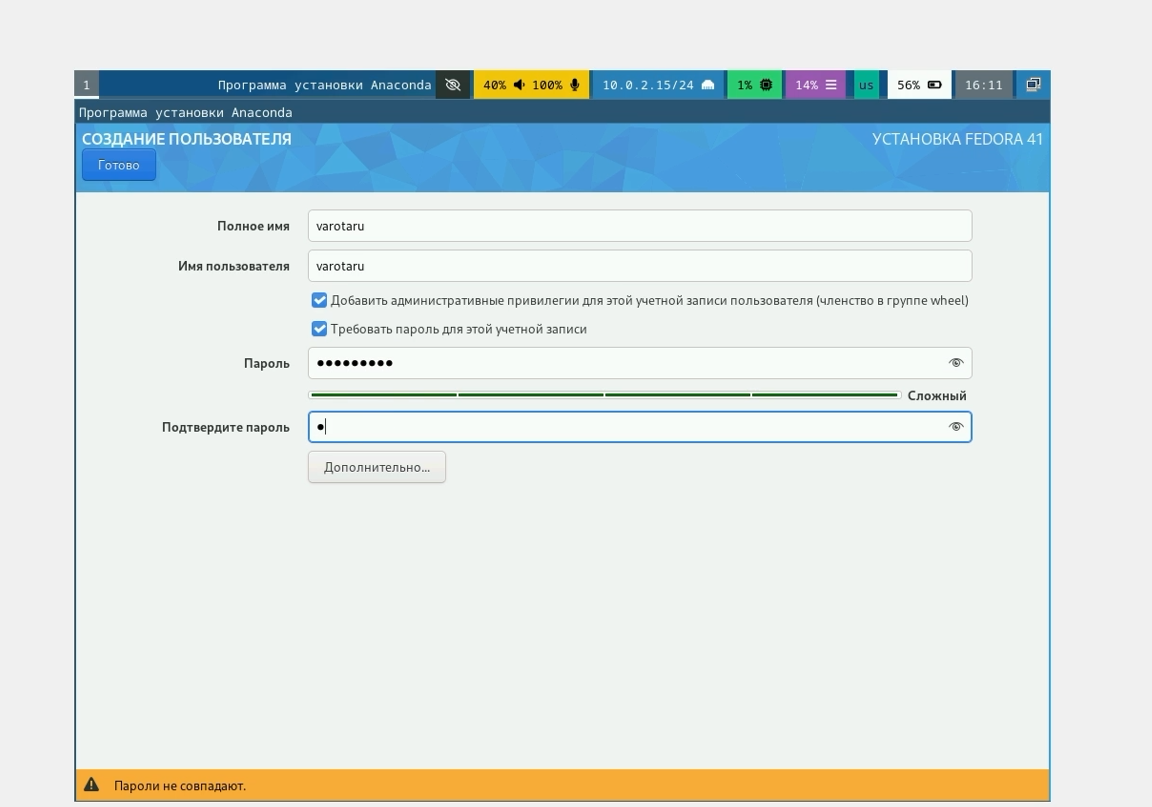 1 Программа установки Anaconda 40% 100% 10.0.2.15/24 1% 14% us 56% 16:11
Программа установки Anaconda
СОЗДАНИЕ ПОЛЬЗОВАТЕЛЯ УСТАНОВКА FEDORA 41
Готово
Полное имя varotaru
Имя пользователя varotaru
Добавить административные привилегии для этой учетной записи пользователя (членство в группе wheel)
Требовать пароль для этой учетной записи
Пароль ●●●●●●●●●
Сложный
Подтвердите пароль ●
Дополнительно...
Пароли не совпадают.